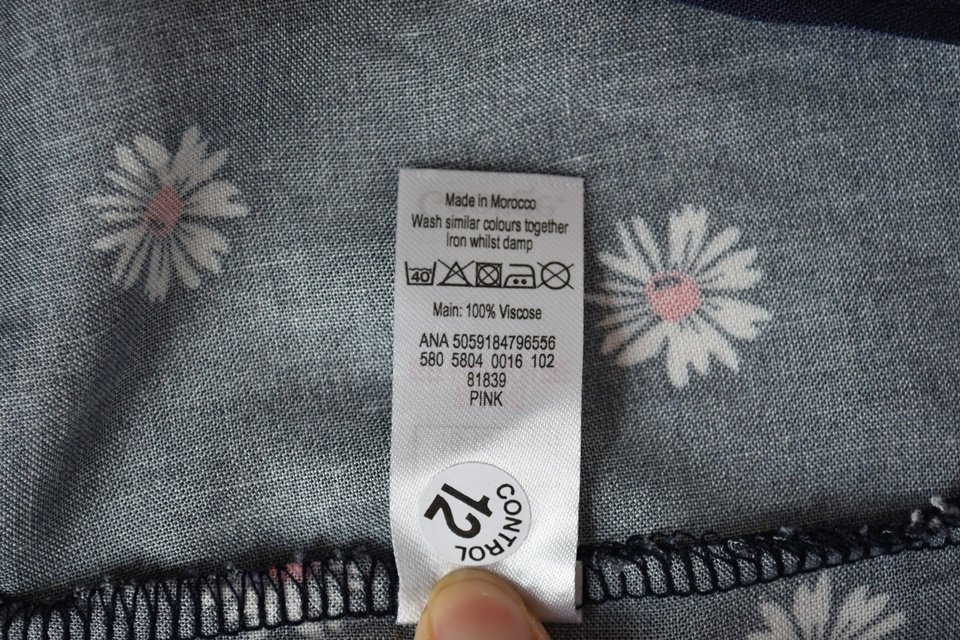 Made in Morocco
Wash similar colours together
Iron whilst damp
40
Main: 100% Viscose
ANA 5059184796556
580 5804 0016 102
81839
PINK
CONTROL
12